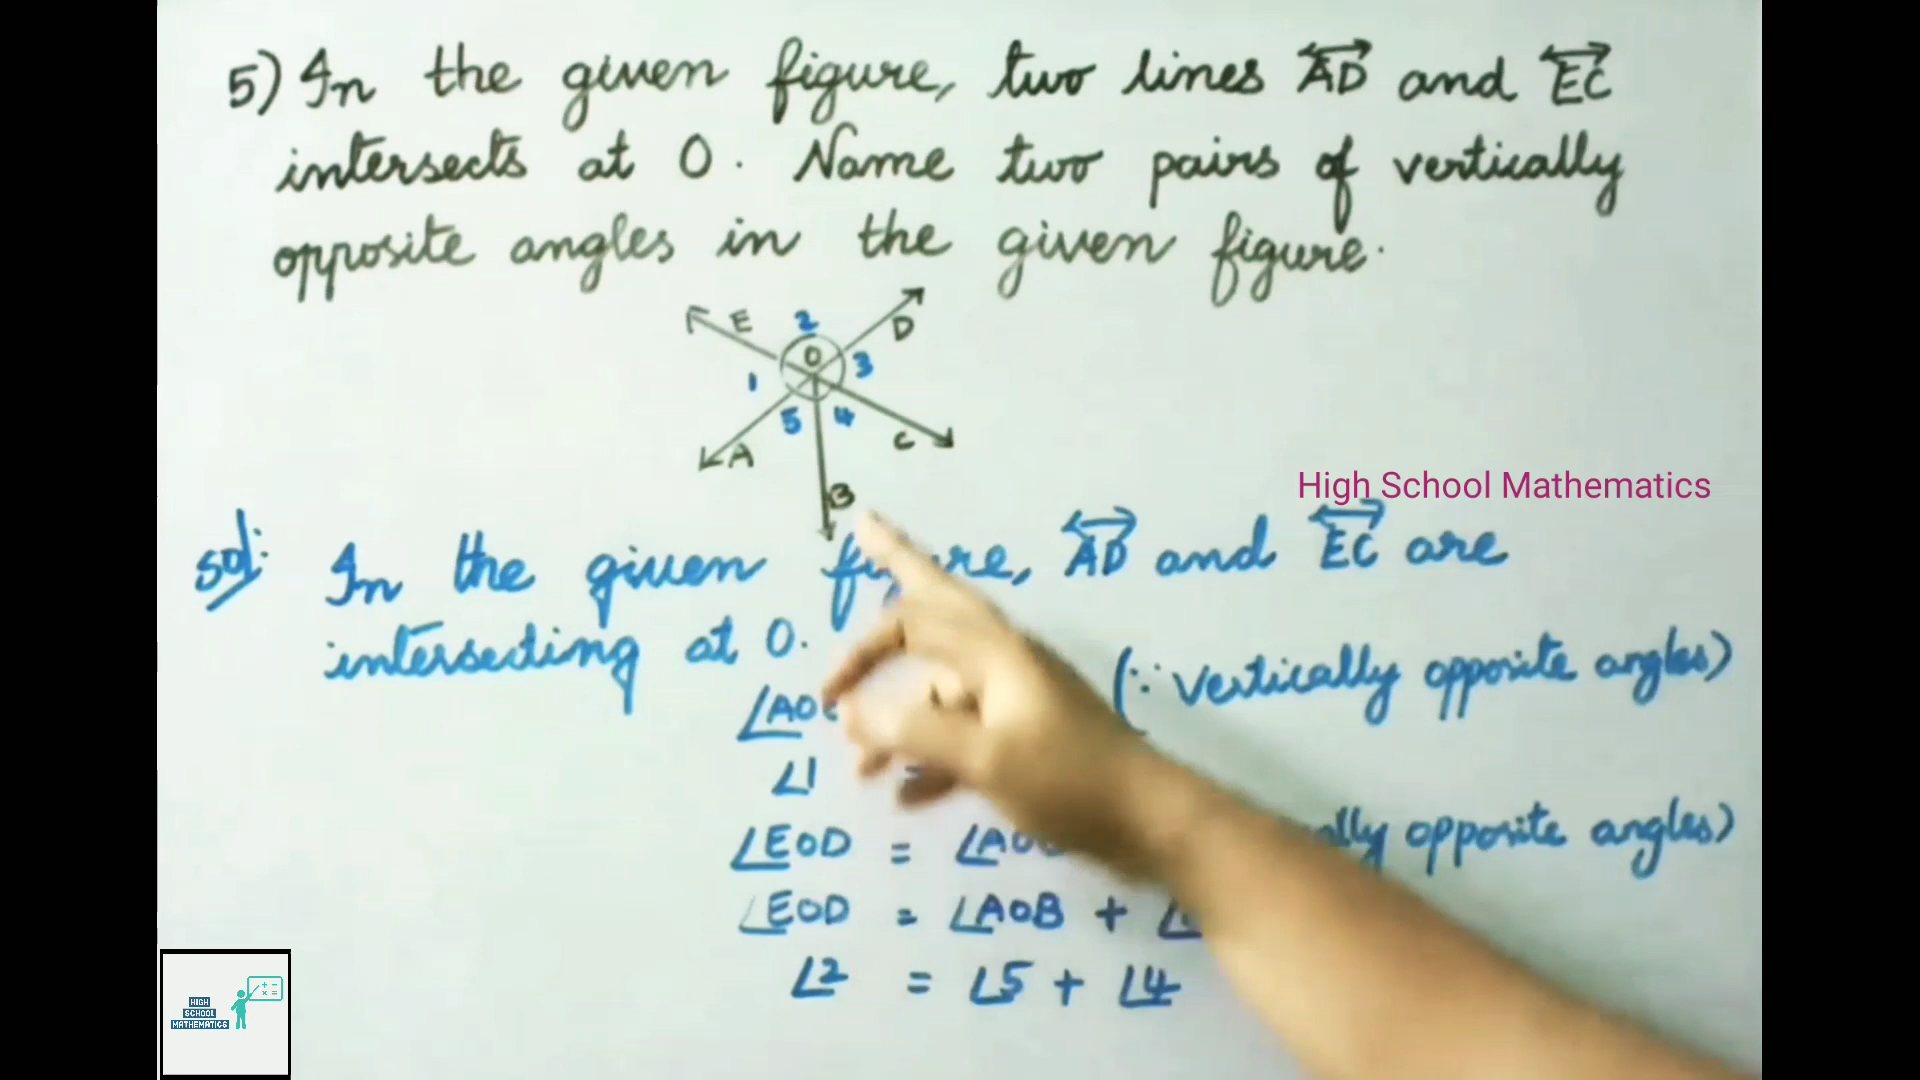 5) In the given figure, two lines AD and EC
intersects at O. Name two pairs of vertically
opposite angles in the given figure.
E 2 D
O
1 3
5 4
A C
B
High School Mathematics
Sol: In the given figure, AD and EC are
intersecting at O.
(∵ vertically opposite angles)
∠1 =
∠EOD = opposite angles)
∠EOD = ∠AOB +
∠2 = ∠5 + ∠4
HIGH
SCHOOL
MATHEMATICS